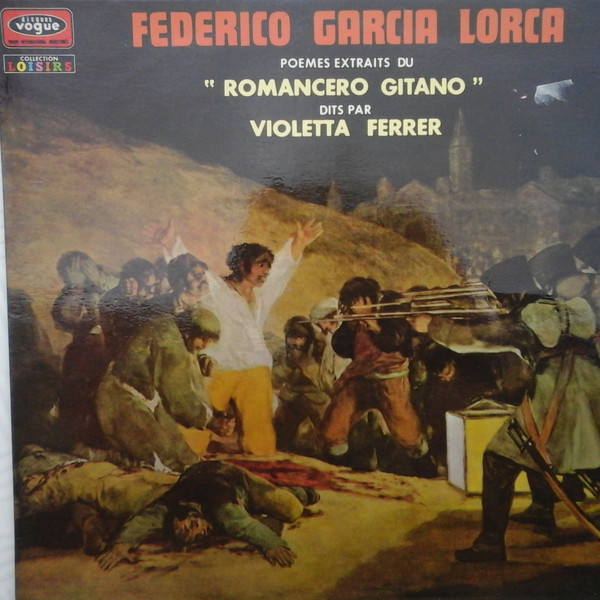 disques
vogue
FEDERICO GARCIA LORCA
COLLECTION
LOISIRS
POEMES EXTRAITS DU
“ ROMANCERO GITANO ”
DITS PAR
VIOLETTA FERRER